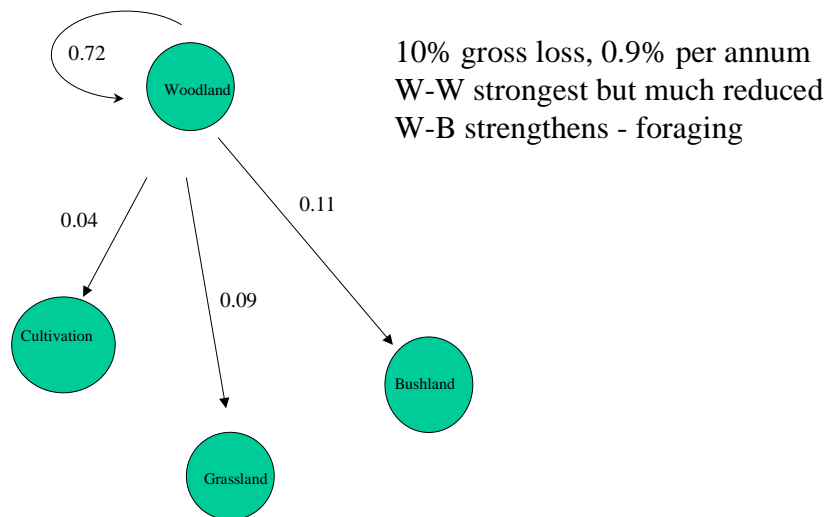 0.72
Woodland
10% gross loss, 0.9% per annum
W-W strongest but much reduced
W-B strengthens - foraging
0.11
0.04
0.09
Cultivation
Bushland
Grassland